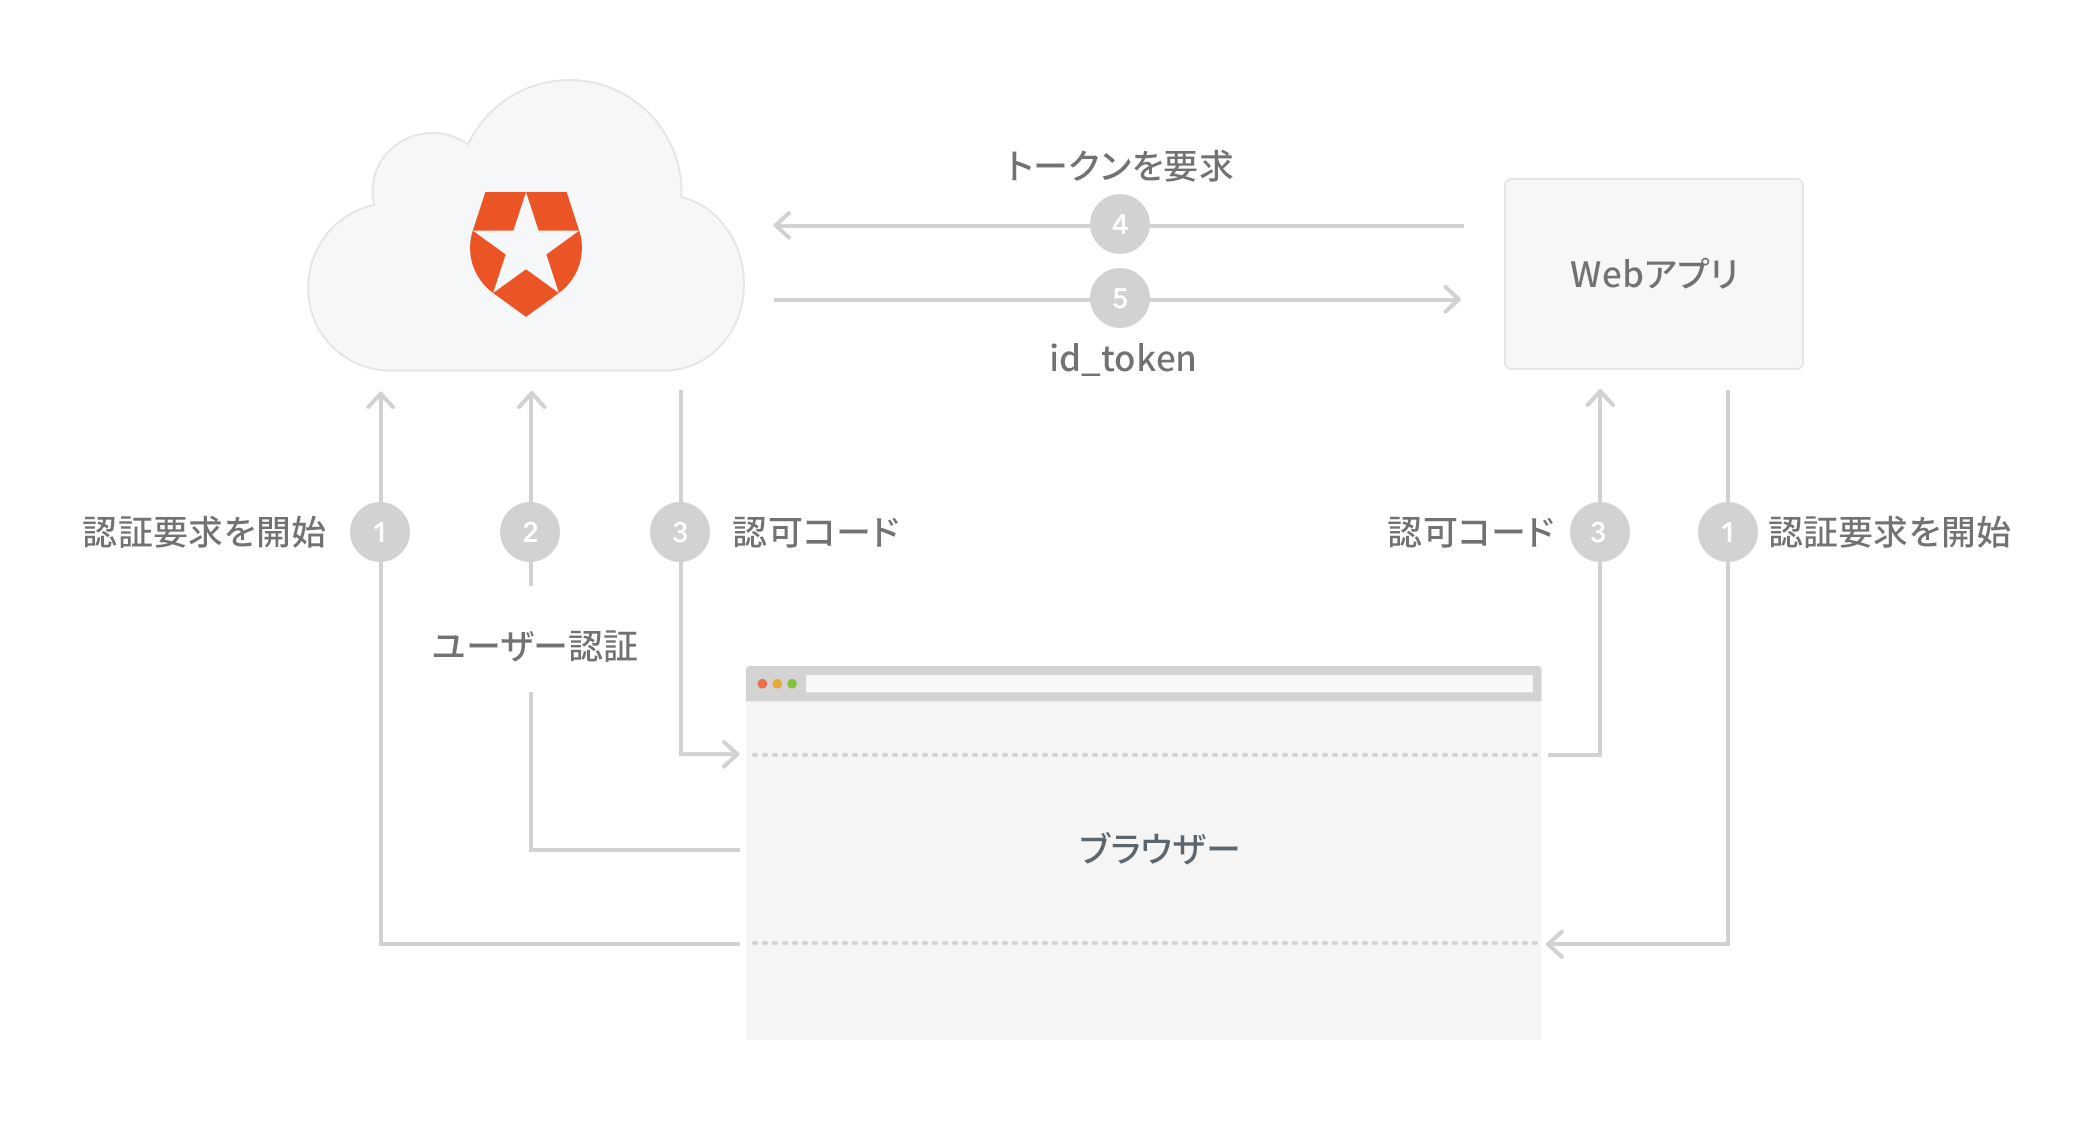 トークンを要求
4
Webアプリ
5
id_token
認証要求を開始
1
2
3
認可コード
認可コード
3
1
認証要求を開始
ユーザー認証
ブラウザー